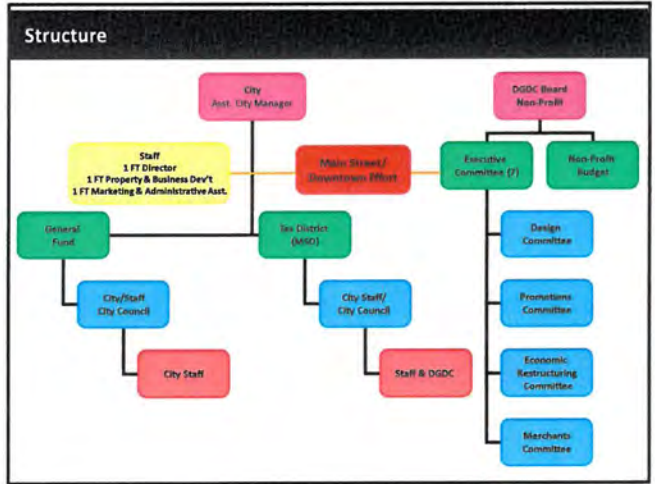 Structure
City
Asst. City Manager
DGDC Board
Non-Profit
Staff
1 FT Director
1 FT Property & Business Dev't
1 FT Marketing & Administrative Asst.
Main Street/
Downtown Effort
Executive
Committee (7)
Non-Profit
Budget
General
Fund
Tax District
(MSD)
Design
Committee
City/Staff
City Council
City Staff/
City Council
Promotions
Committee
City Staff
Staff & DGDC
Economic
Restructuring
Committee
Merchants
Committee